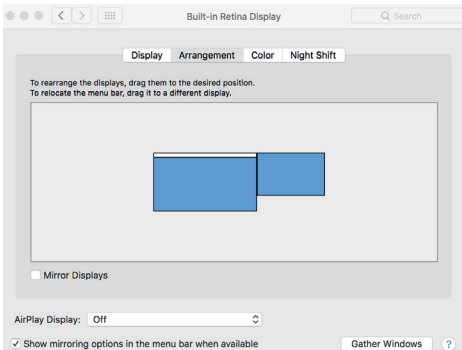 Built-in Retina Display
Search
Display Arrangement Color Night Shift
To rearrange the displays, drag them to the desired position.
To relocate the menu bar, drag it to a different display.
Mirror Displays
AirPlay Display: Off
Show mirroring options in the menu bar when available
Gather Windows ?